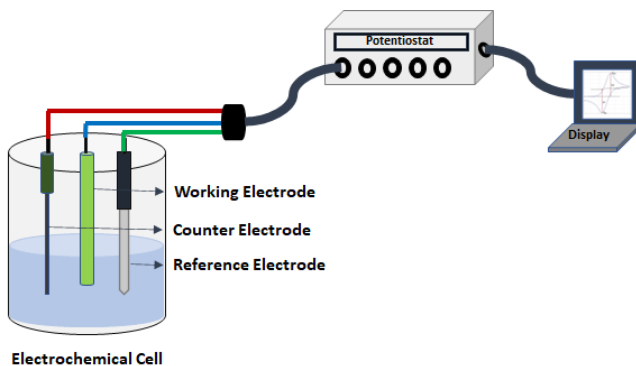 Potentiostat
Display
Working Electrode
Counter Electrode
Reference Electrode
Electrochemical Cell